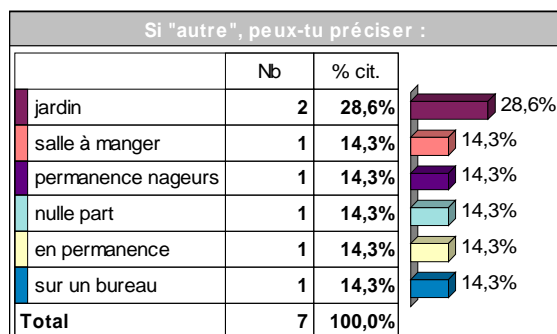 Si "autre", peux-tu préciser :
Nb % cit.
jardin 2 28,6% 28,6%
salle à manger 1 14,3% 14,3%
permanence nageurs 1 14,3% 14,3%
nulle part 1 14,3% 14,3%
en permanence 1 14,3% 14,3%
sur un bureau 1 14,3% 14,3%
Total 7 100,0%